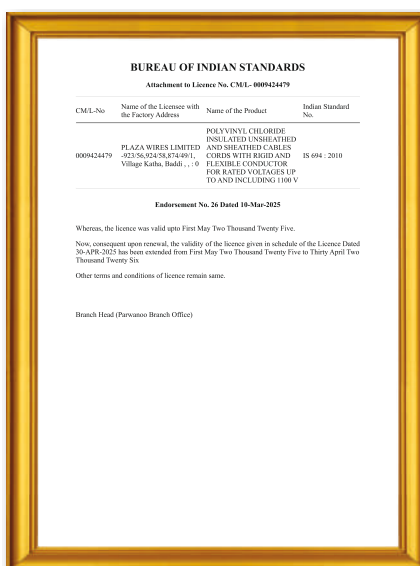 BUREAU OF INDIAN STANDARDS
Attachment to Licence No. CM/L- 0009424479
CM/L-No
Name of the Licensee with
the Factory Address
Name of the Product
Indian Standard
No.
0009424479
PLAZA WIRES LIMITED
-923/56,924/58,874/49/1,
Village Katha, Baddi , , : 0
POLYVINYL CHLORIDE
INSULATED UNSHEATHED
AND SHEATHED CABLES
CORDS WITH RIGID AND
FLEXIBLE CONDUCTOR
FOR RATED VOLTAGES UP
TO AND INCLUDING 1100 V
IS 694 : 2010
Endorsement No. 26 Dated 10-Mar-2025
Whereas, the licence was valid upto First May Two Thousand Twenty Five.
Now, consequent upon renewal, the validity of the licence given in schedule of the Licence Dated
30-APR-2025 has been extended from First May Two Thousand Twenty Five to Thirty April Two
Thousand Twenty Six
Other terms and conditions of licence remain same.
Branch Head (Parwanoo Branch Office)